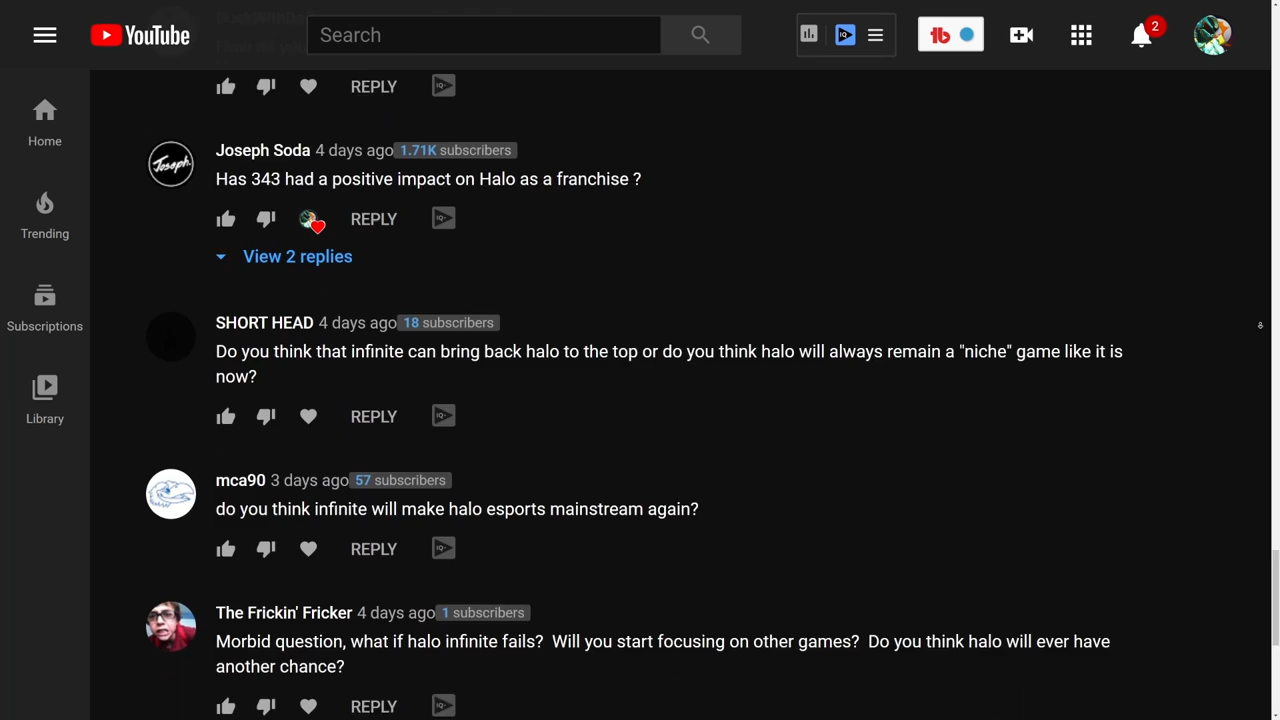 YouTube
Search
2
REPLY
Joseph Soda 4 days ago 1.71K subscribers
Has 343 had a positive impact on Halo as a franchise ?
REPLY
View 2 replies
SHORT HEAD 4 days ago 18 subscribers
Do you think that infinite can bring back halo to the top or do you think halo will always remain a "niche" game like it is
now?
REPLY
mca90 3 days ago 57 subscribers
do you think infinite will make halo esports mainstream again?
REPLY
The Frickin' Fricker 4 days ago 1 subscribers
Morbid question, what if halo infinite fails?  Will you start focusing on other games?  Do you think halo will ever have
another chance?
REPLY
Home
Trending
Subscriptions
Library